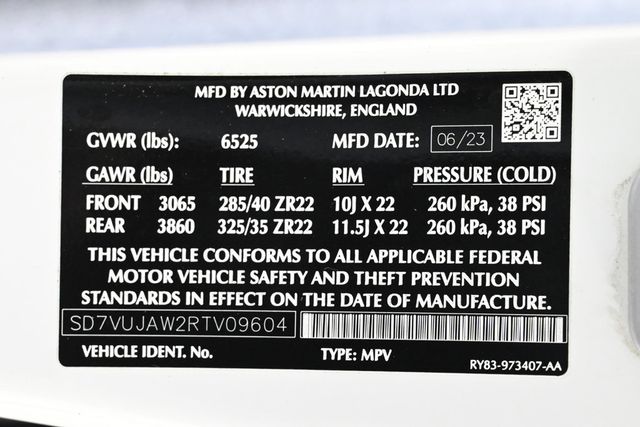 MFD BY ASTON MARTIN LAGONDA LTD
WARWICKSHIRE, ENGLAND
GVWR (lbs): 6525 MFD DATE: 06/23
GAWR (lbs) TIRE RIM PRESSURE (COLD)
FRONT 3065 285/40 ZR22 10J X 22 260 kPa, 38 PSI
REAR 3860 325/35 ZR22 11.5J X 22 260 kPa, 38 PSI
THIS VEHICLE CONFORMS TO ALL APPLICABLE FEDERAL
MOTOR VEHICLE SAFETY AND THEFT PREVENTION
STANDARDS IN EFFECT ON THE DATE OF MANUFACTURE
SD7VUJAW2RTV09604
VEHICLE IDENT. No. TYPE: MPV
RY83-973407-AA